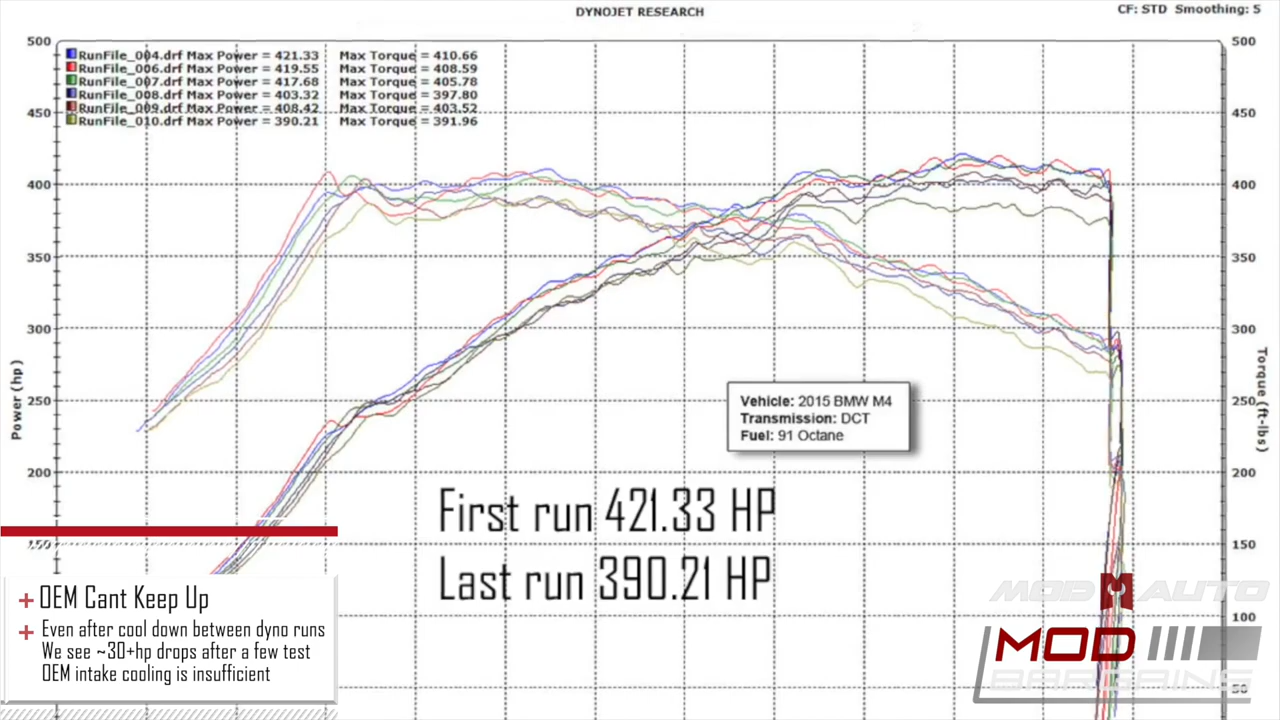 DYNOJET RESEARCH
CF: STD Smoothing: 5
500
500
RunFile_004.drf Max Power = 421.33 Max Torque = 410.66
RunFile_006.drf Max Power = 419.55 Max Torque = 408.59
RunFile_007.drf Max Power = 417.68 Max Torque = 405.78
RunFile_008.drf Max Power = 403.32 Max Torque = 397.80
RunFile_009.drf Max Power = 408.42 Max Torque = 403.52
RunFile_010.drf Max Power = 390.21 Max Torque = 391.96
450
450
400
400
350
350
300
300
Power (hp)
Torque (ft-lbs)
250
250
Vehicle: 2015 BMW M4
Transmission: DCT
Fuel: 91 Octane
200
200
First run 421.33 HP
150
150
Last run 390.21 HP
100
MOD AUTO
MOD
BARGAINS
50
+ OEM Cant Keep Up
+ Even after cool down between dyno runs
We see ~30+hp drops after a few test
OEM intake cooling is insufficient